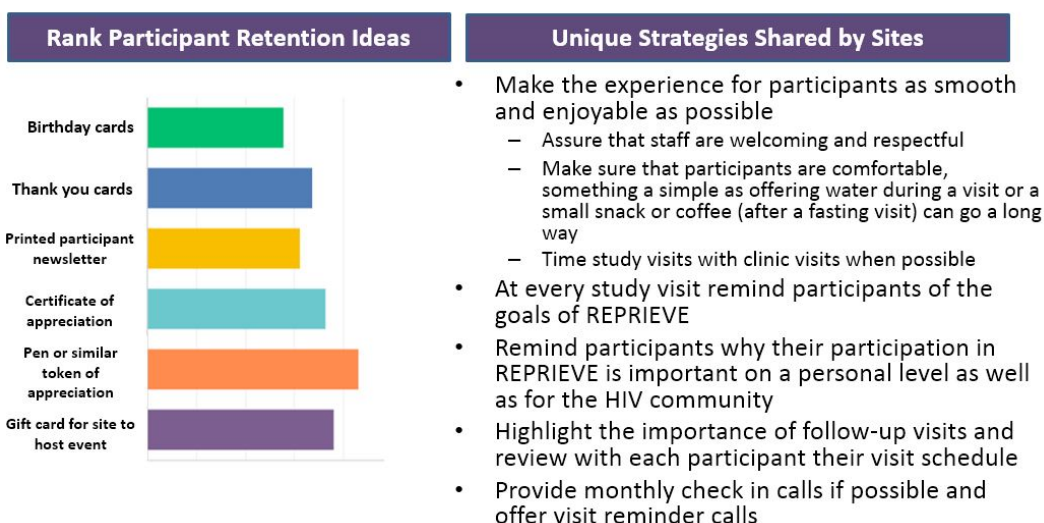 Rank Participant Retention Ideas
Birthday cards
Thank you cards
Printed participant
newsletter
Certificate of
appreciation
Pen or similar
token of
appreciation
Gift card for site to
host event
Unique Strategies Shared by Sites
• Make the experience for participants as smooth
and enjoyable as possible
– Assure that staff are welcoming and respectful
– Make sure that participants are comfortable,
something a simple as offering water during a visit or a
small snack or coffee (after a fasting visit) can go a long
way
– Time study visits with clinic visits when possible
• At every study visit remind participants of the
goals of REPRIEVE
• Remind participants why their participation in
REPRIEVE is important on a personal level as well
as for the HIV community
• Highlight the importance of follow-up visits and
review with each participant their visit schedule
• Provide monthly check in calls if possible and
offer visit reminder calls